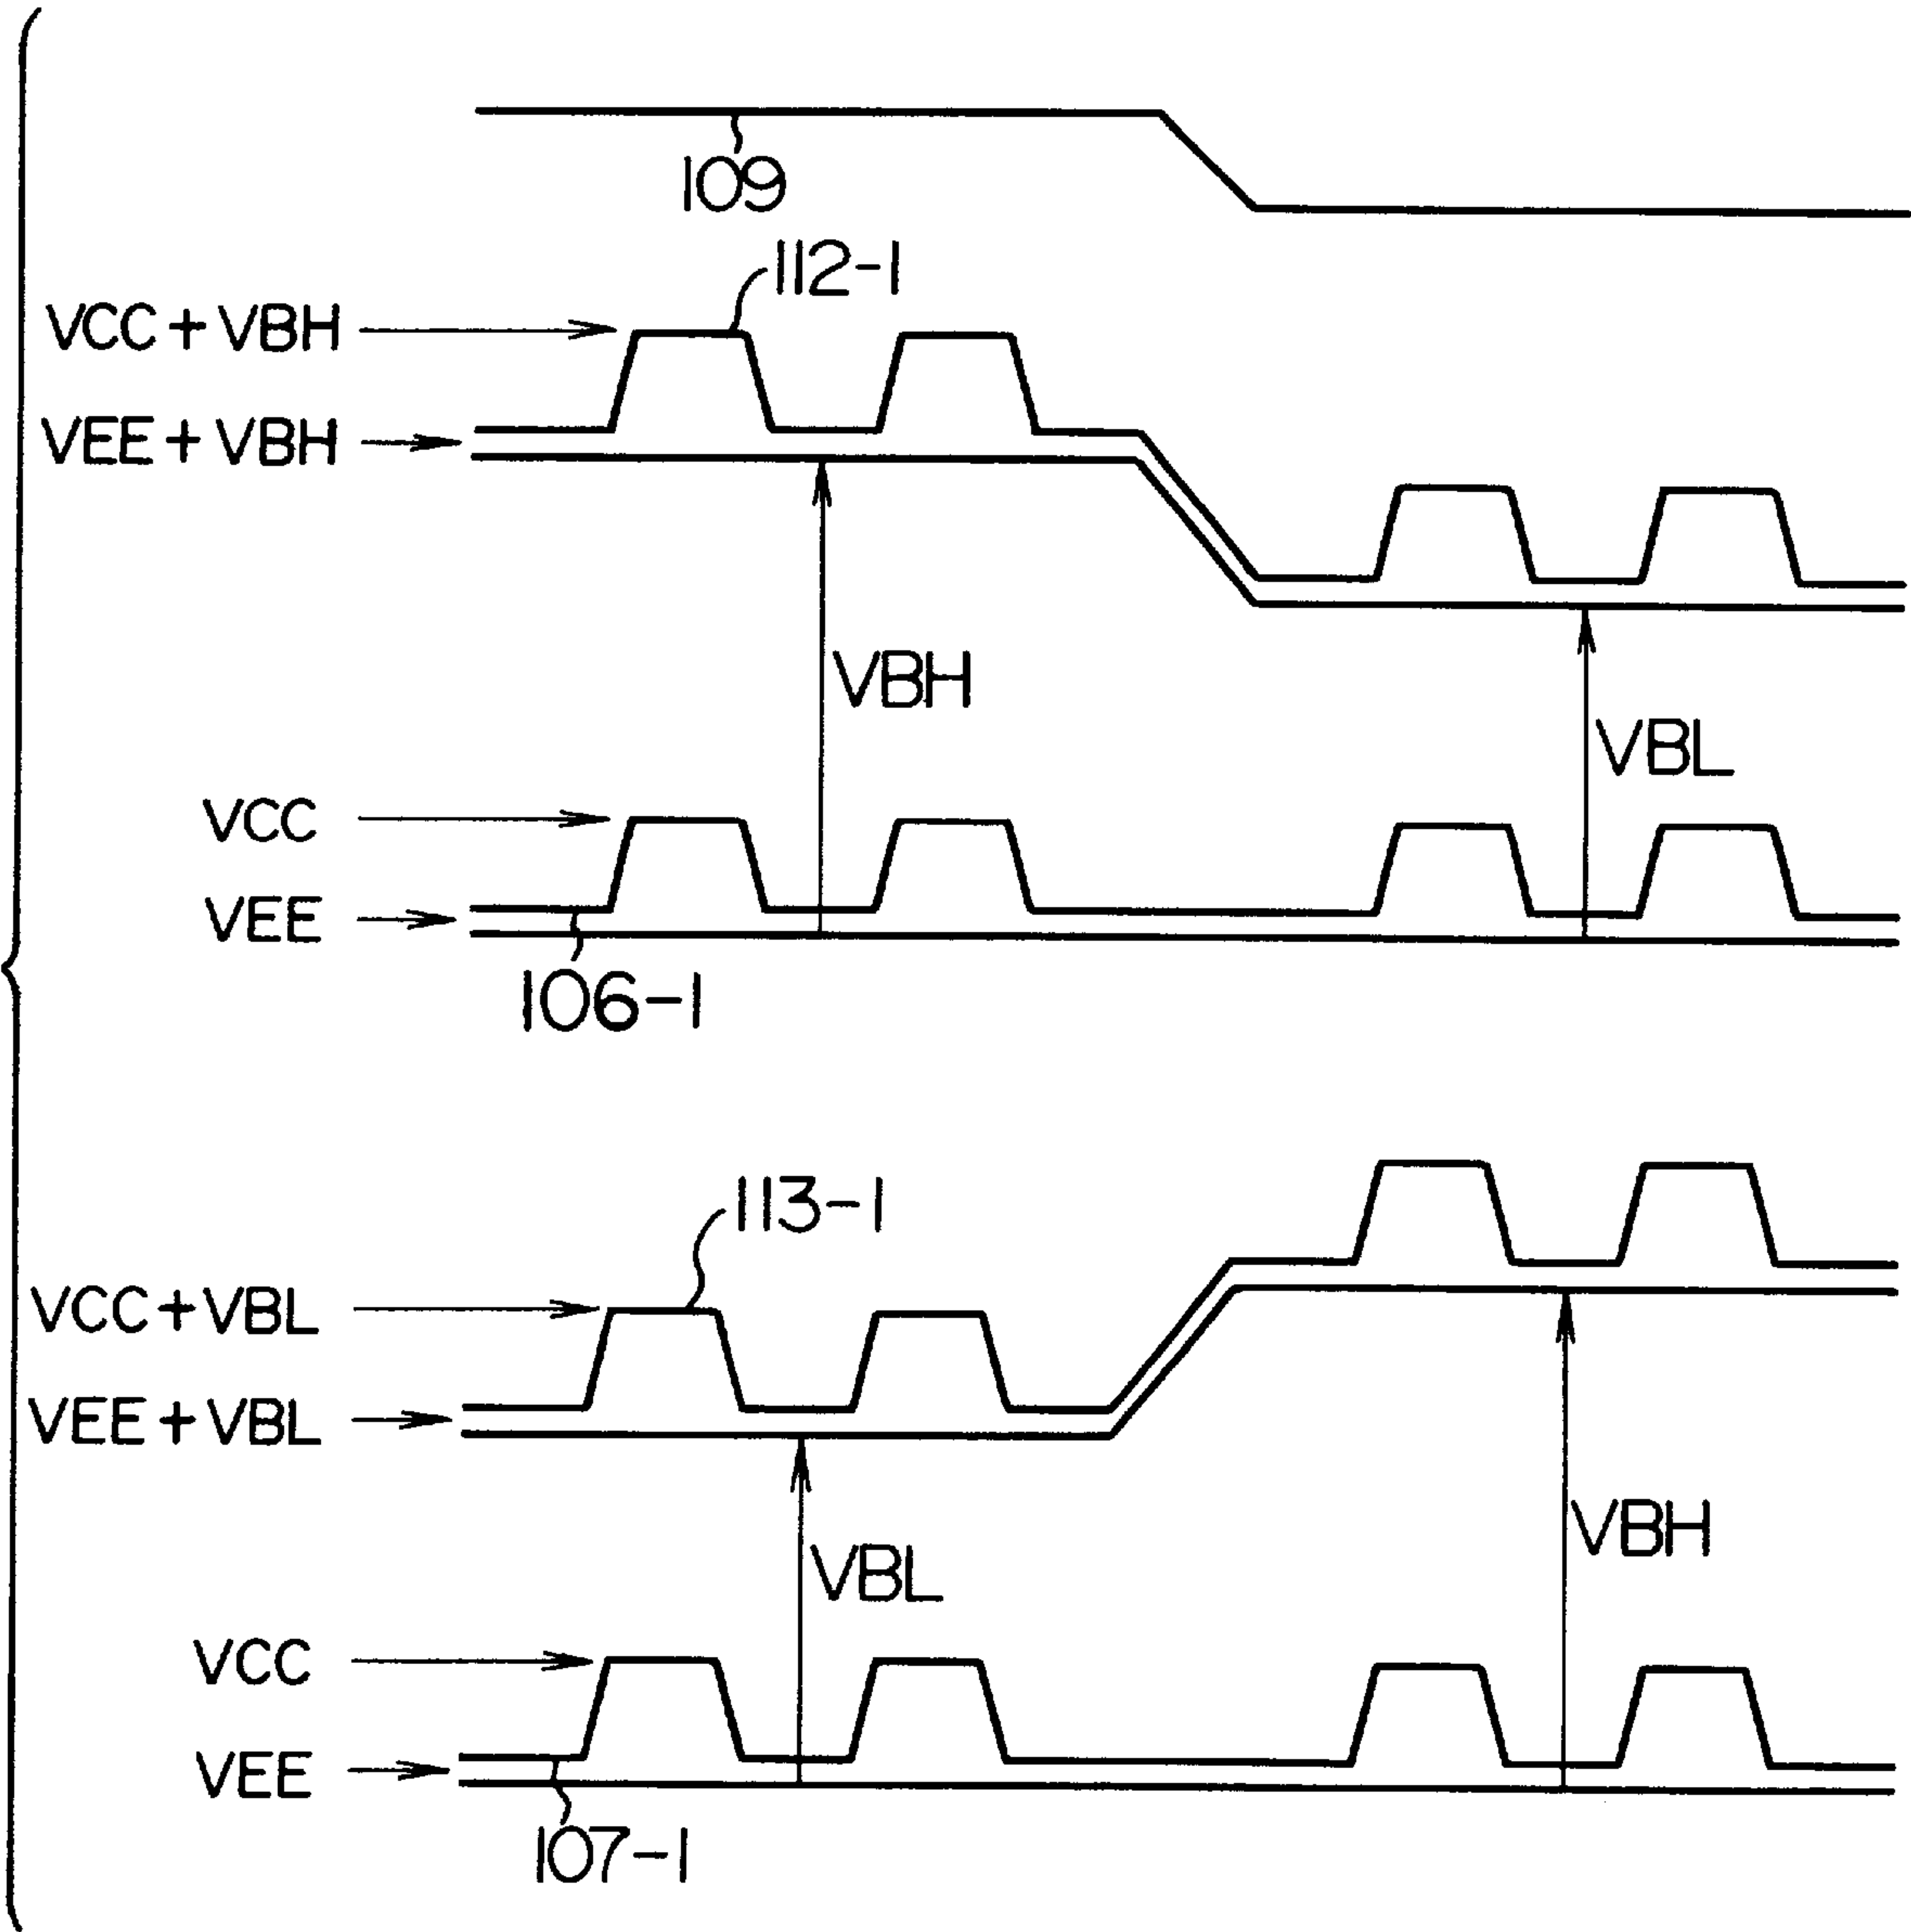 109
112-1
VCC+VBH
VEE+VBH
VBH
VBL
VCC
VEE
106-1
113-1
VCC+VBL
VEE+VBL
VBH
VBL
VCC
VEE
107-1